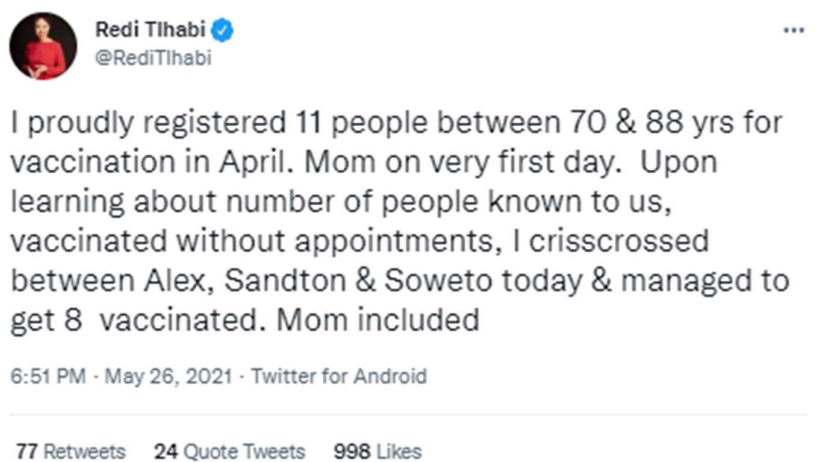 Redi Tlhabi
@RediTlhabi
I proudly registered 11 people between 70 & 88 yrs for
vaccination in April. Mom on very first day.  Upon
learning about number of people known to us,
vaccinated without appointments, I crisscrossed
between Alex, Sandton & Soweto today & managed to
get 8  vaccinated. Mom included
6:51 PM · May 26, 2021 · Twitter for Android
77 Retweets 24 Quote Tweets 998 Likes